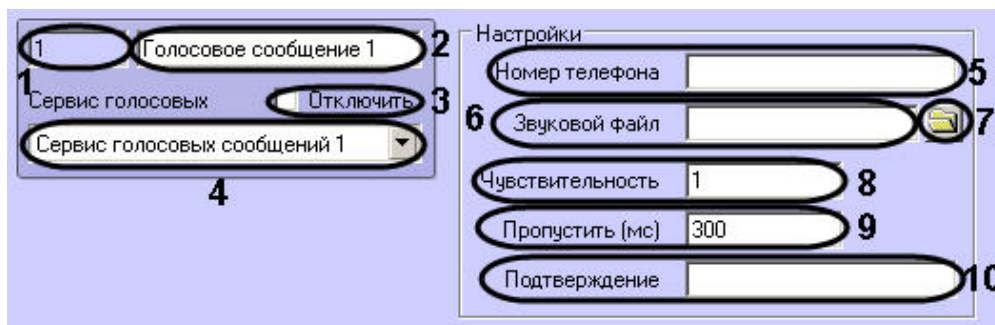 1
Голосовое сообщение 1
2
1
Сервис голосовых
Отключить
3
Сервис голосовых сообщений 1
4
Настройки
Номер телефона
5
6
Звуковой файл
7
Чувствительность
1
8
Пропустить (мс)
300
9
Подтверждение
10